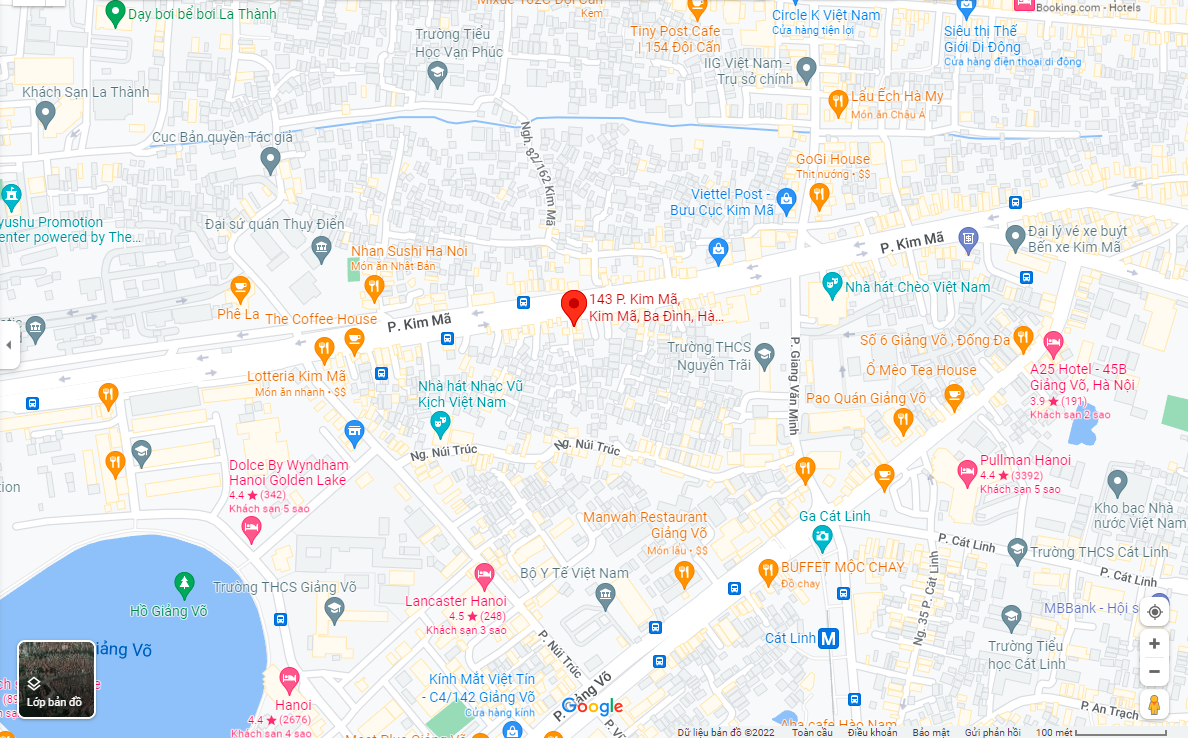 Dạy bơi bể bơi La Thành
Kem
Trường Tiểu
Học Vạn Phúc
Tiny Post Cafe
| 154 Đội Cấn
Circle K Việt Nam
Cửa hàng tiện lợi
Booking.com - Hotels
Siêu thị Thế
Giới Di Động
Cửa hàng điện thoại di động
IIG Việt Nam -
Trụ sở chính
Khách Sạn La Thành
Lẩu Ếch Hà My
Món ăn Châu Á
Cục Bản quyền Tác giả
Ngh. 82/162 Kim Mã
GoGi House
Thịt nướng • $$
Viettel Post -
Bưu Cục Kim Mã
yushu Promotion
enter powered by The...
Đại sứ quán Thụy Điển
P. Kim Mã
Đại lý vé xe buýt
Bến xe Kim Mã
Nhan Sushi Ha Noi
Món ăn Nhật Bản
Nhà hát Chèo Việt Nam
143 P. Kim Mã,
Kim Mã, Ba Đình, Hà...
Phê La
The Coffee House
P. Kim Mã
Trường THCS
Nguyễn Trãi
P. Giang Văn Minh
Số 6 Giảng Võ , Đống Đa
Ổ Mèo Tea House
A25 Hotel - 45B
Giảng Võ, Hà Nội
3.9 ★ (191)
Khách sạn 2 sao
Lotteria Kim Mã
Món ăn nhanh • $$
Nhà hát Nhạc Vũ
Kịch Việt Nam
Pao Quán Giảng Võ
Ng. Núi Trúc
Ng. Núi Trúc
Dolce By Wyndham
Hanoi Golden Lake
4.4 ★ (342)
Khách sạn 5 sao
Pullman Hanoi
4.4 ★ (3392)
Khách sạn 5 sao
tion
Kho bạc Nhà
nước Việt Nam
Manwah Restaurant
Giảng Võ
Món lẩu • $$
Ga Cát Linh
P. Cát Linh
Trường THCS Cát Linh
P. Cát Linh
Bộ Y Tế Việt Nam
BUFFET MỘC CHAY
Đồ chay
Trường THCS Giảng Võ
Hồ Giảng Võ
Lancaster Hanoi
4.5 ★ (248)
Khách sạn 3 sao
Ng. 35 P. Cát Linh
MBBank - Hội s
Cát Linh
M
Trường Tiểu
học Cát Linh
P. Núi Trúc
Giảng Võ
Lớp bản đồ
Kính Mắt Việt Tín
- C4/142 Giảng Võ
Cửa hàng kính
P. Giảng Võ
Hanoi
4.4 ★ (2676)
Khách sạn 4 sao
Google
P. An Trạch
Dữ liệu bản đồ ©2022
Toàn cầu
Điều khoản
Bảo mật
Gửi phản hồi
100 mét